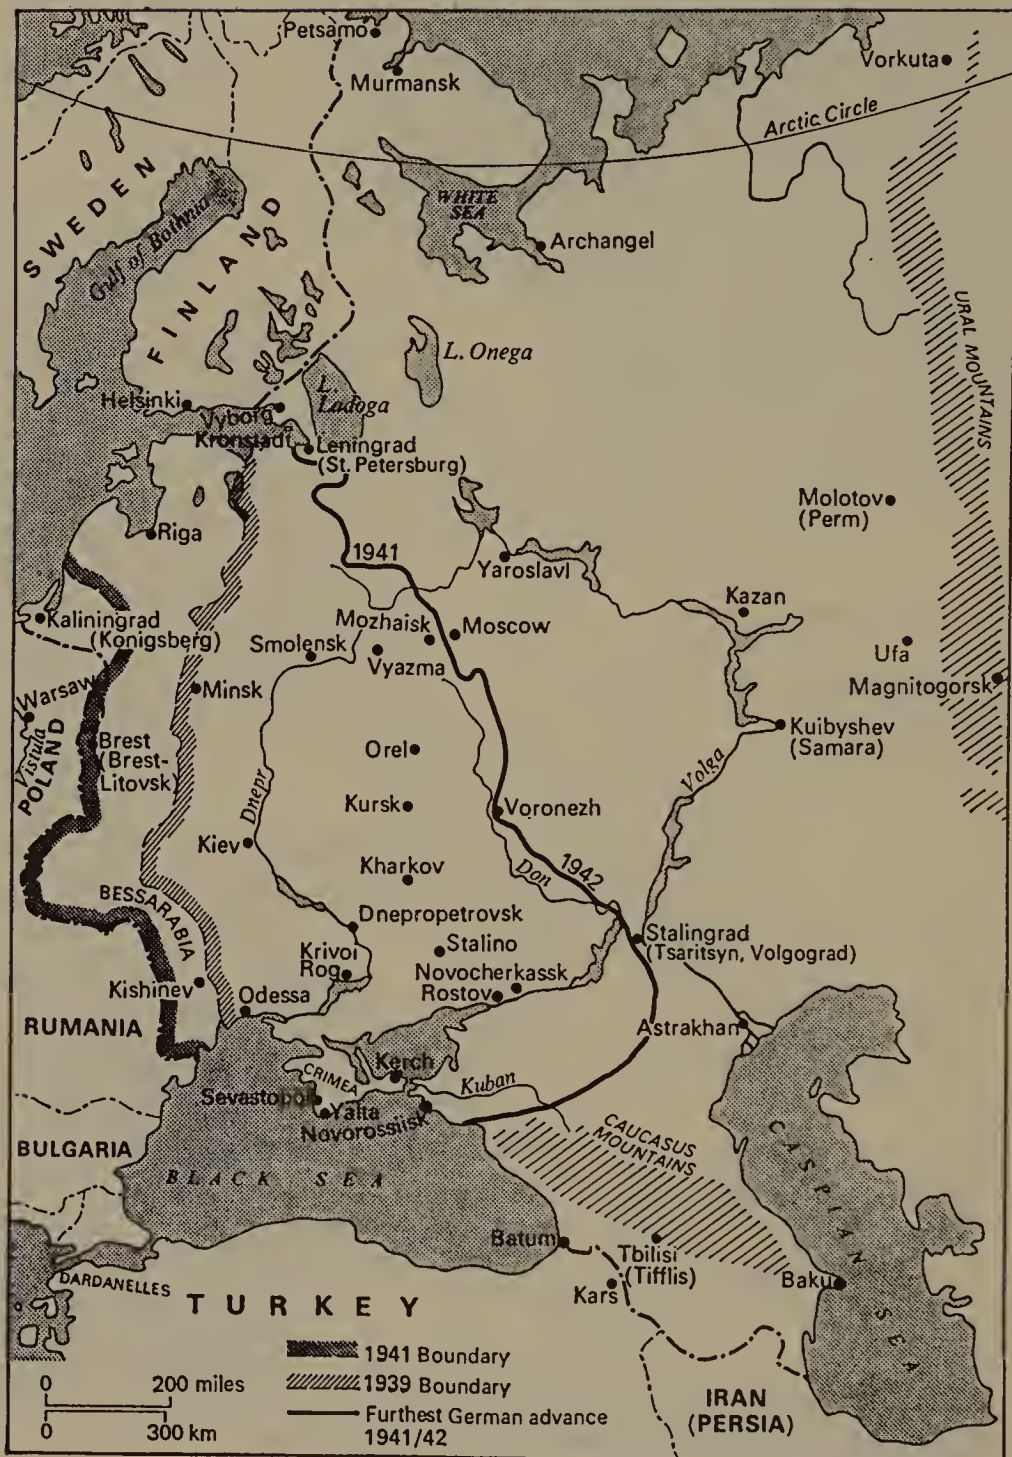 Petsamo
Murmansk
Vorkuta
Arctic Circle
SWEDEN
Gulf of Bothnia
FINLAND
WHITE
SEA
Archangel
URAL MOUNTAINS
L. Onega
L.
Ladoga
Helsinki
Vyborg
Kronstadt
Leningrad
(St. Petersburg)
Riga
Molotov
(Perm)
1941
Yaroslavl
Kazan
Kaliningrad
(Konigsberg)
Mozhaisk
Moscow
Smolensk
Vyazma
Ufa
Magnitogorsk
Warsaw
Minsk
Vistula
POLAND
Brest
(Brest-
Litovsk)
Orel
Kuibyshev
(Samara)
Volga
Dnepr
Kursk
Voronezh
Kiev
Kharkov
1942
Don
BESSARABIA
Dnepropetrovsk
Stalingrad
(Tsaritsyn, Volgograd)
Krivoi
Rog
Stalino
Novocherkassk
Rostov
Kishinev
Odessa
RUMANIA
Astrakhan
Kerch
CRIMEA
Kuban
Sevastopol
Yalta
Novorossiisk
CAUCASUS
MOUNTAINS
BULGARIA
BLACK SEA
CASPIAN SEA
Batum
Tbilisi
(Tifflis)
Kars
Baku
DARDANELLES
TURKEY
IRAN
(PERSIA)
1941 Boundary
1939 Boundary
Furthest German advance
1941/42
0 200 miles
0 300 km